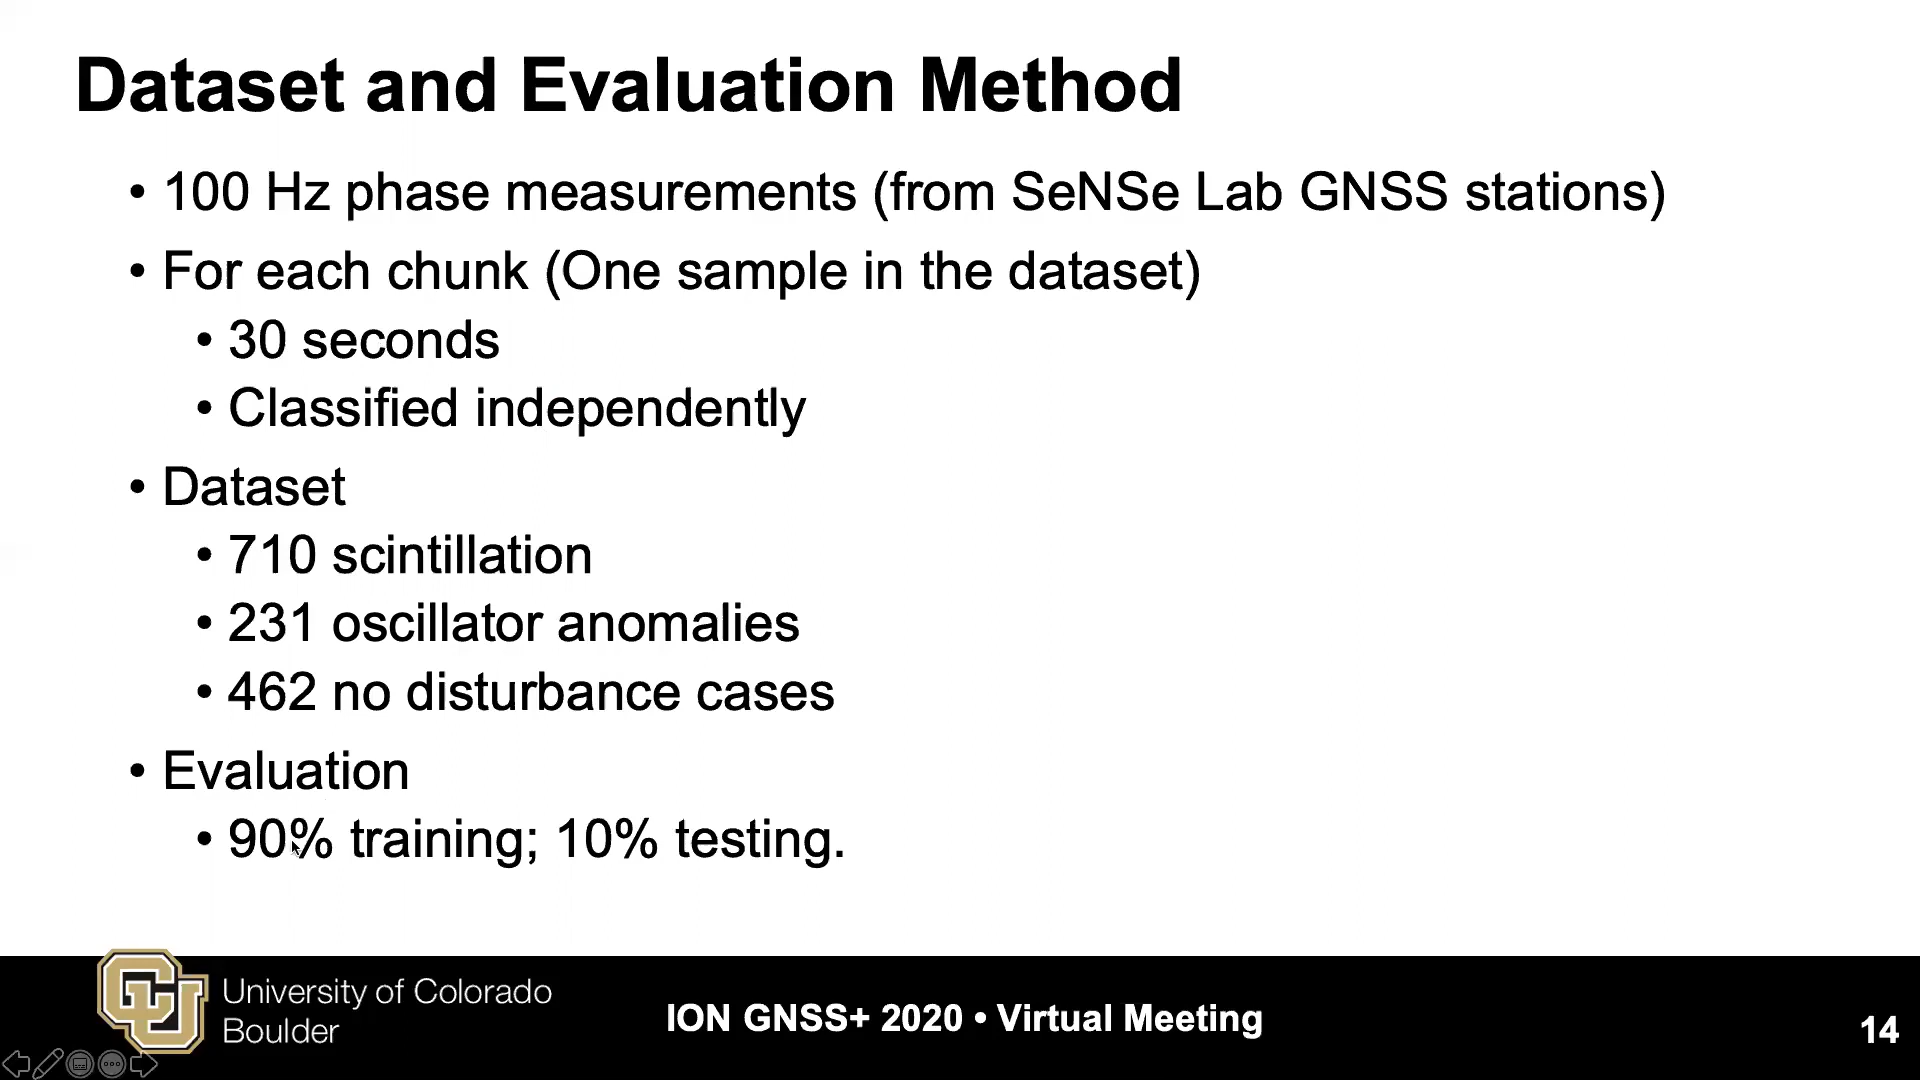 Dataset and Evaluation Method
• 100 Hz phase measurements (from SeNSe Lab GNSS stations)
• For each chunk (One sample in the dataset)
• 30 seconds
• Classified independently
• Dataset
• 710 scintillation
• 231 oscillator anomalies
• 462 no disturbance cases
• Evaluation
• 90% training; 10% testing.
CU
University of Colorado
Boulder
ION GNSS+ 2020 • Virtual Meeting
14